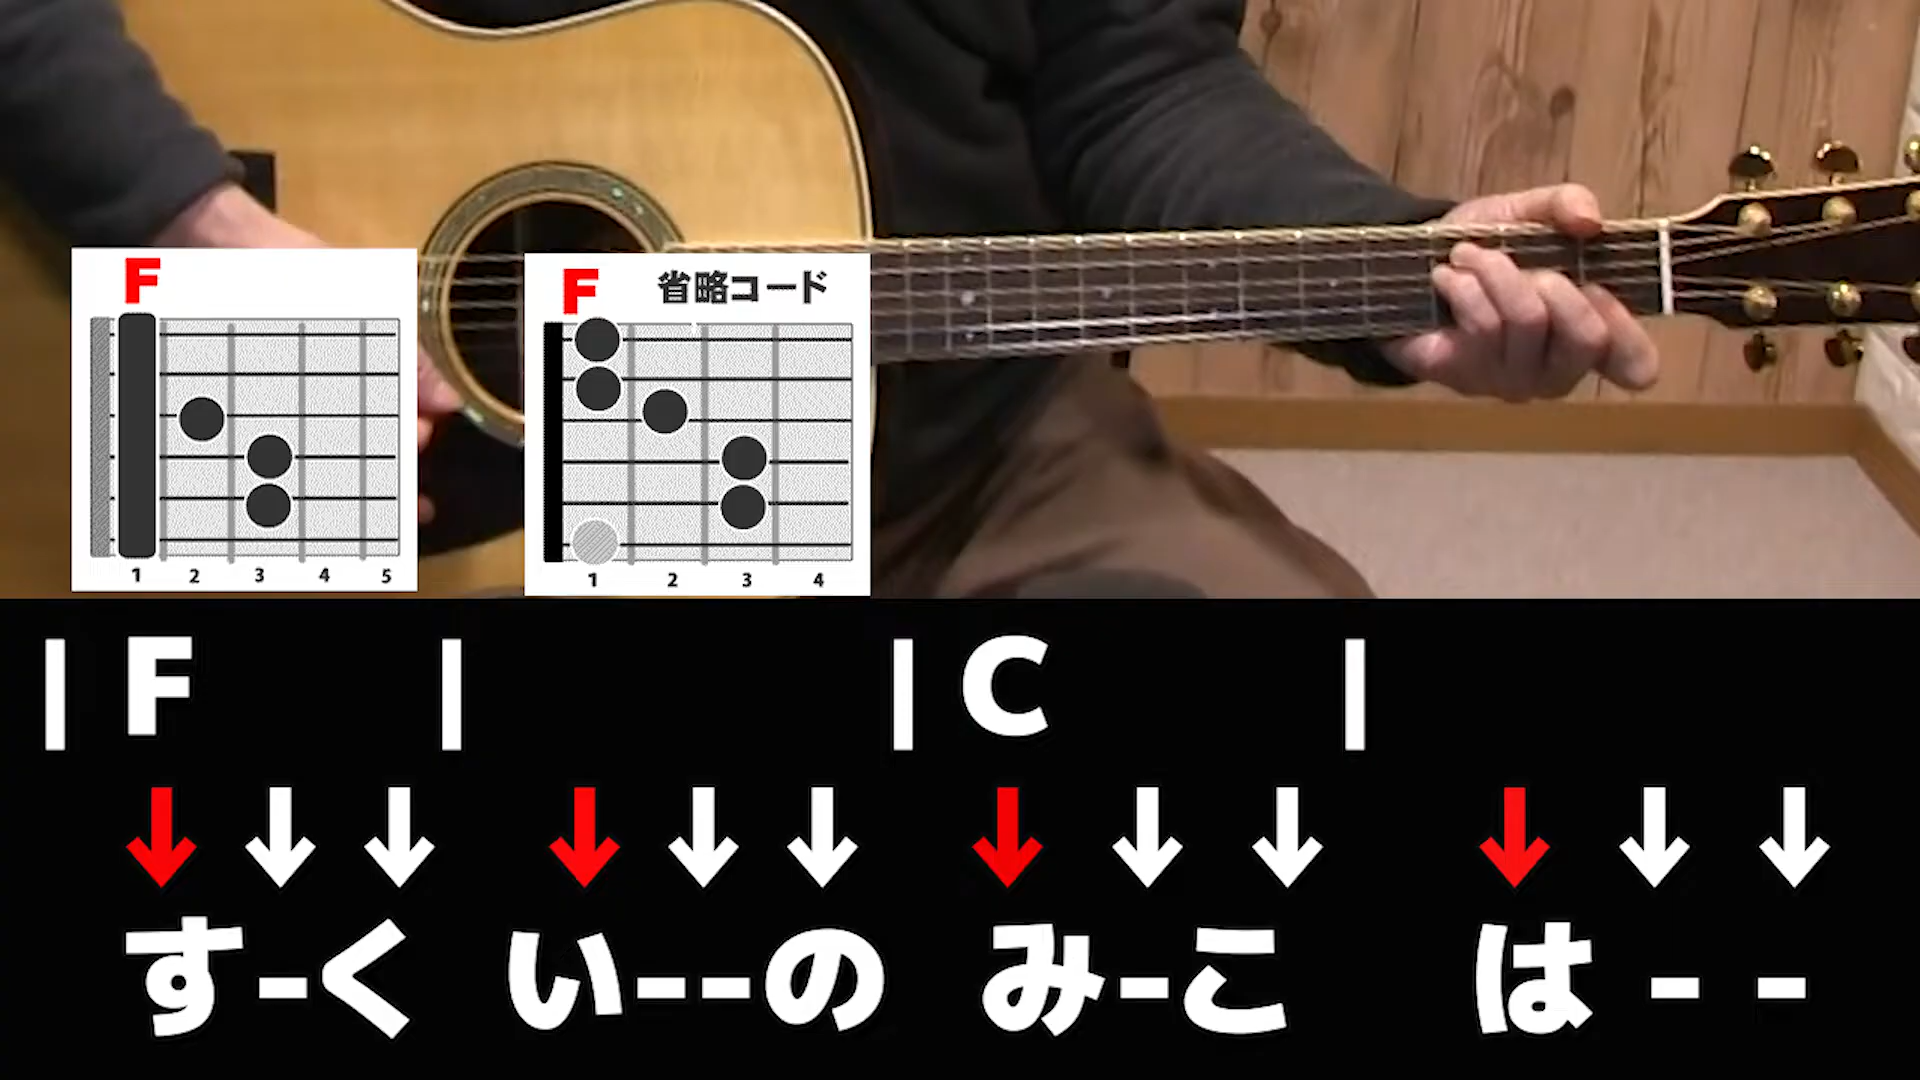 F
1 2 3 4 5
F 省略コード
1 2 3 4
| F | | C |
↓ ↓ ↓ ↓ ↓ ↓ ↓ ↓ ↓ ↓ ↓ ↓
す-く い--の み-こ は - -